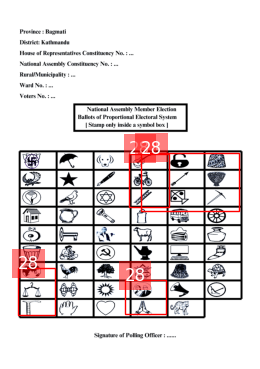 Province : Bagmati
District: Kathmandu
House of Representatives Constituency No. : ...
National Assembly Constituency No. : ...
Rural/Municipality : ...
Ward No. : ...
Voters No. : ...
National Assembly Member Election
Ballots of Proportional Electoral System
[ Stamp only inside a symbol box ]
28
28
28
Signature of Polling Officer : ......